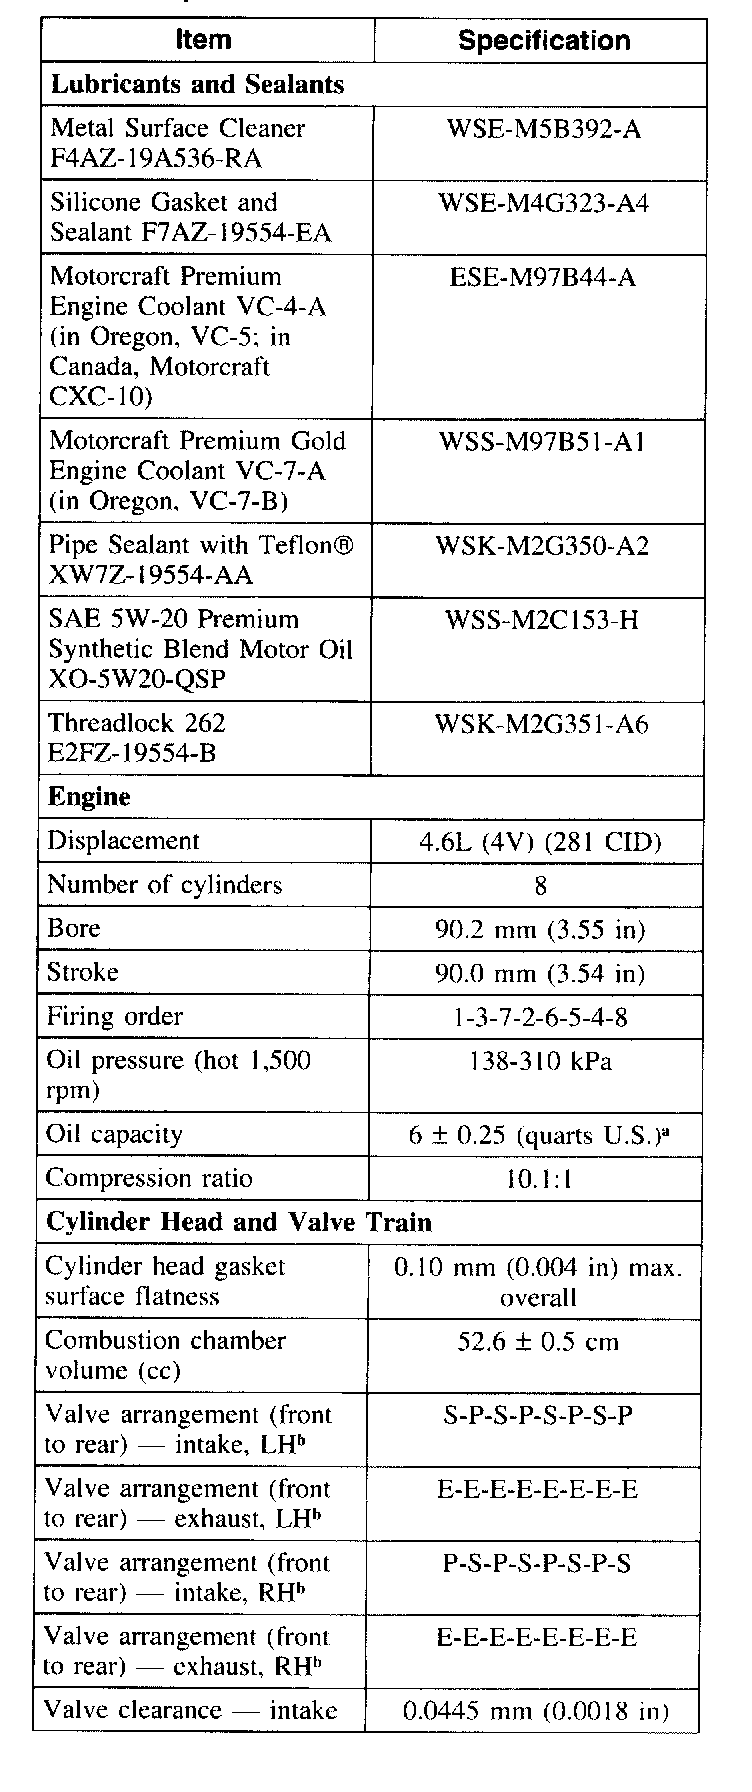 Item Specification
Lubricants and Sealants
Metal Surface Cleaner WSE-M5B392-A
F4AZ-19A536-RA
Silicone Gasket and WSE-M4G323-A4
Sealant F7AZ-19554-EA
Motorcraft Premium ESE-M97B44-A
Engine Coolant VC-4-A
(in Oregon, VC-5; in
Canada, Motorcraft
CXC-10)
Motorcraft Premium Gold WSS-M97B51-A1
Engine Coolant VC-7-A
(in Oregon, VC-7-B)
Pipe Sealant with Teflon® WSK-M2G350-A2
XW7Z-19554-AA
SAE 5W-20 Premium WSS-M2C153-H
Synthetic Blend Motor Oil
XO-5W20-QSP
Threadlock 262 WSK-M2G351-A6
E2FZ-19554-B
Engine
Displacement 4.6L (4V) (281 CID)
Number of cylinders 8
Bore 90.2 mm (3.55 in)
Stroke 90.0 mm (3.54 in)
Firing order 1-3-7-2-6-5-4-8
Oil pressure (hot 1,500 138-310 kPa
rpm)
Oil capacity 6 ± 0.25 (quarts U.S.)ᵃ
Compression ratio 10.1:1
Cylinder Head and Valve Train
Cylinder head gasket 0.10 mm (0.004 in) max.
surface flatness overall
Combustion chamber 52.6 ± 0.5 cm
volume (cc)
Valve arrangement (front S-P-S-P-S-P-S-P
to rear) — intake, LHᵇ
Valve arrangement (front E-E-E-E-E-E-E-E
to rear) — exhaust, LHᵇ
Valve arrangement (front P-S-P-S-P-S-P-S
to rear) — intake, RHᵇ
Valve arrangement (front E-E-E-E-E-E-E-E
to rear) — exhaust, RHᵇ
Valve clearance — intake 0.0445 mm (0.0018 in)